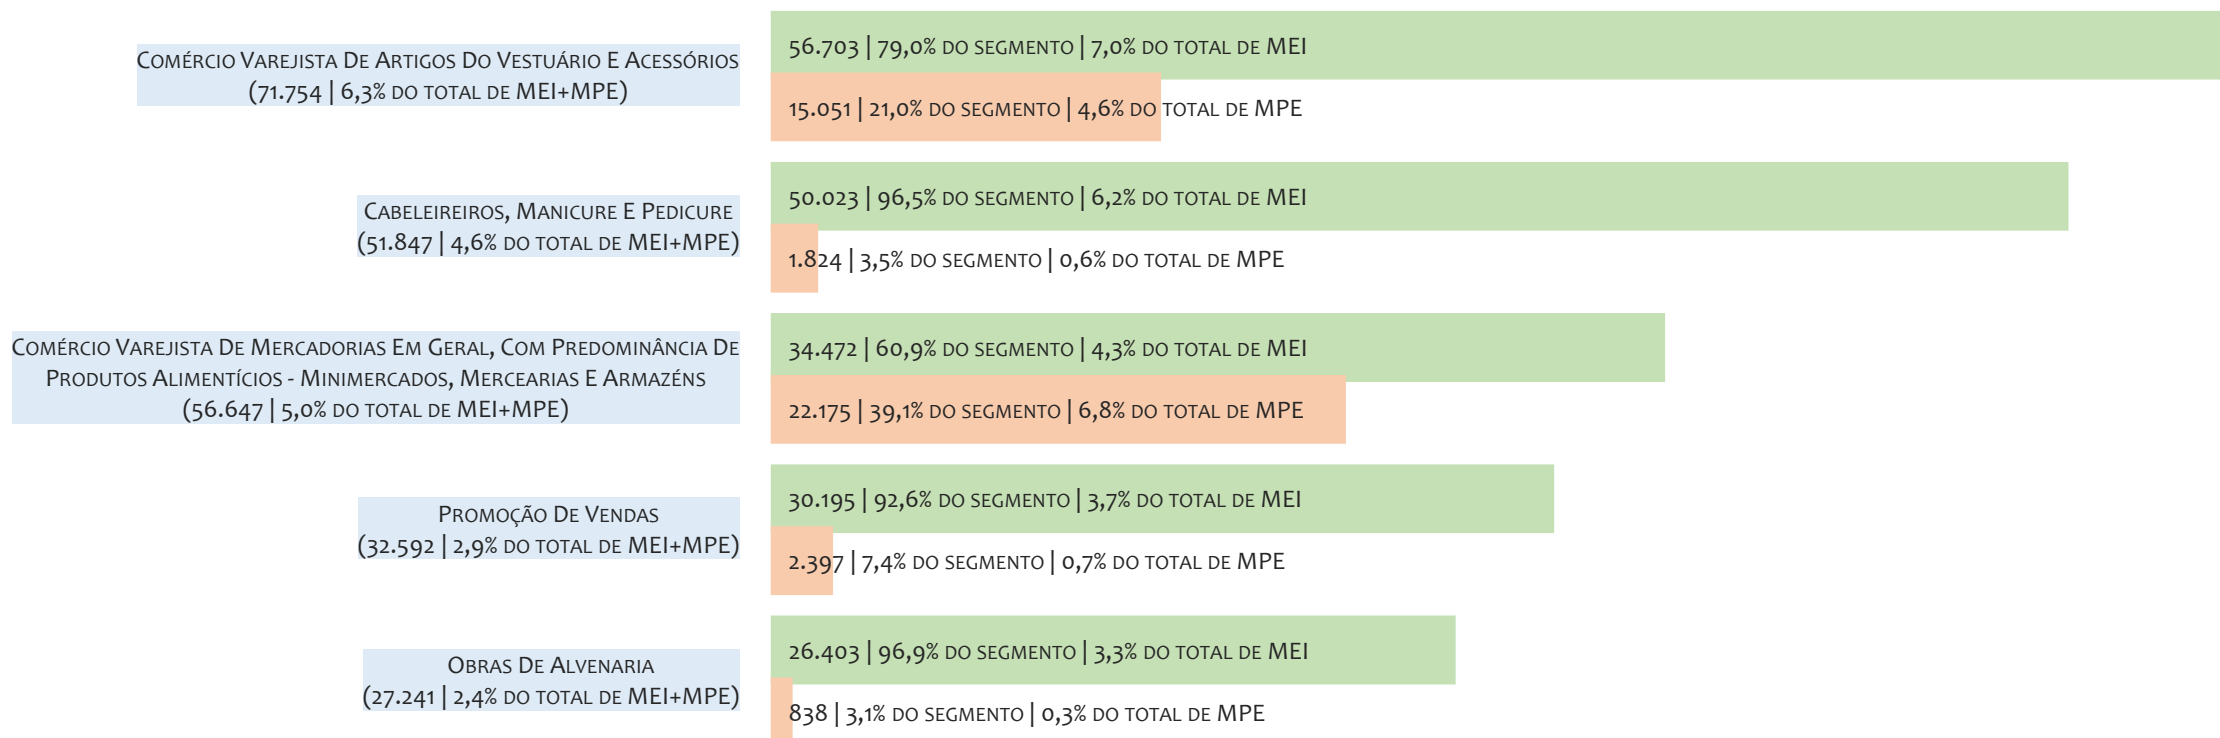 Comércio Varejista De Artigos Do Vestuário E Acessórios
(71.754 | 6,3% do total de MEI+MPE)
56.703 | 79,0% do segmento | 7,0% do total de MEI
15.051 | 21,0% do segmento | 4,6% do total de MPE
Cabeleireiros, Manicure E Pedicure
(51.847 | 4,6% do total de MEI+MPE)
50.023 | 96,5% do segmento | 6,2% do total de MEI
1.824 | 3,5% do segmento | 0,6% do total de MPE
Comércio Varejista De Mercadorias Em Geral, Com Predominância De
Produtos Alimentícios - Minimercados, Mercearias E Armazéns
(56.647 | 5,0% do total de MEI+MPE)
34.472 | 60,9% do segmento | 4,3% do total de MEI
22.175 | 39,1% do segmento | 6,8% do total de MPE
Promoção De Vendas
(32.592 | 2,9% do total de MEI+MPE)
30.195 | 92,6% do segmento | 3,7% do total de MEI
2.397 | 7,4% do segmento | 0,7% do total de MPE
Obras De Alvenaria
(27.241 | 2,4% do total de MEI+MPE)
26.403 | 96,9% do segmento | 3,3% do total de MEI
838 | 3,1% do segmento | 0,3% do total de MPE